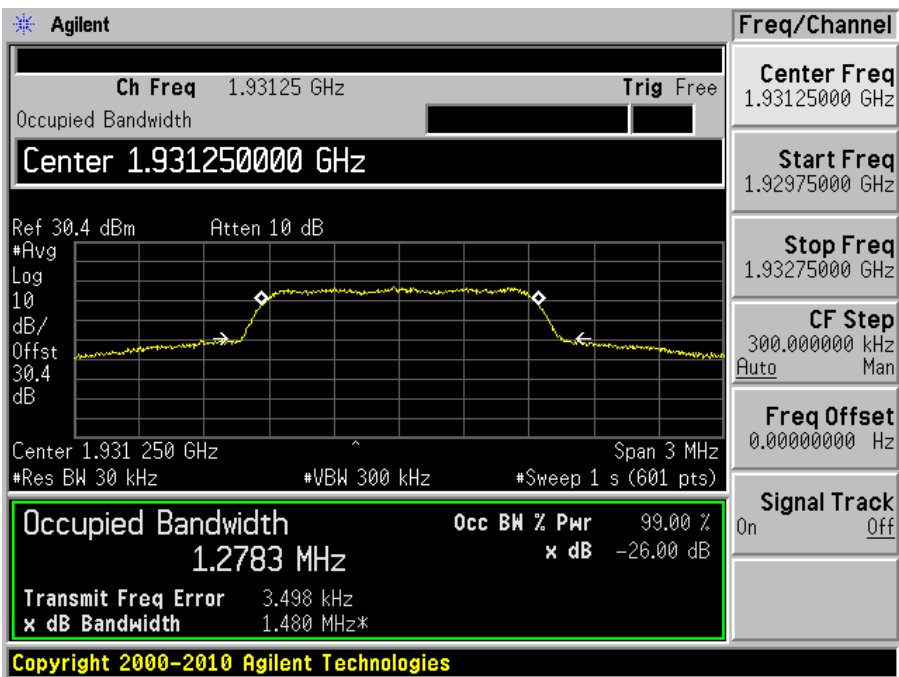 Agilent
Freq/Channel
Ch Freq 1.93125 GHz Trig Free
Occupied Bandwidth
Center 1.931250000 GHz
Ref 30.4 dBm Atten 10 dB
#Avg
Log
10
dB/
Offst
30.4
dB
Center 1.931 250 GHz Span 3 MHz
#Res BW 30 kHz #VBW 300 kHz #Sweep 1 s (601 pts)
Occupied Bandwidth Occ BW % Pwr 99.00 %
1.2783 MHz x dB -26.00 dB
Transmit Freq Error 3.498 kHz
x dB Bandwidth 1.480 MHz*
Copyright 2000-2010 Agilent Technologies
Center Freq
1.93125000 GHz
Start Freq
1.92975000 GHz
Stop Freq
1.93275000 GHz
CF Step
300.000000 kHz
Auto Man
Freq Offset
0.00000000 Hz
Signal Track
On Off